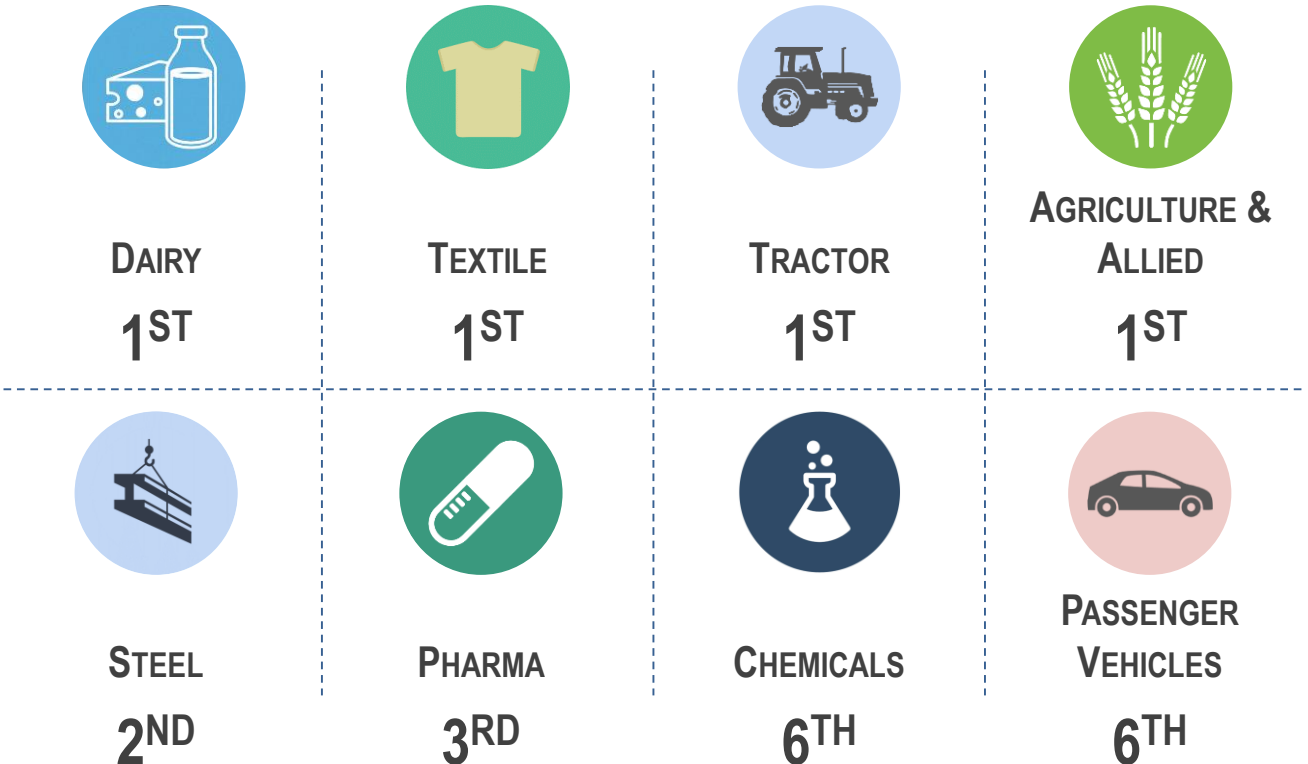 DAIRY
1ST
TEXTILE
1ST
TRACTOR
1ST
AGRICULTURE &
ALLIED
1ST
STEEL
2ND
PHARMA
3RD
CHEMICALS
6TH
PASSENGER
VEHICLES
6TH